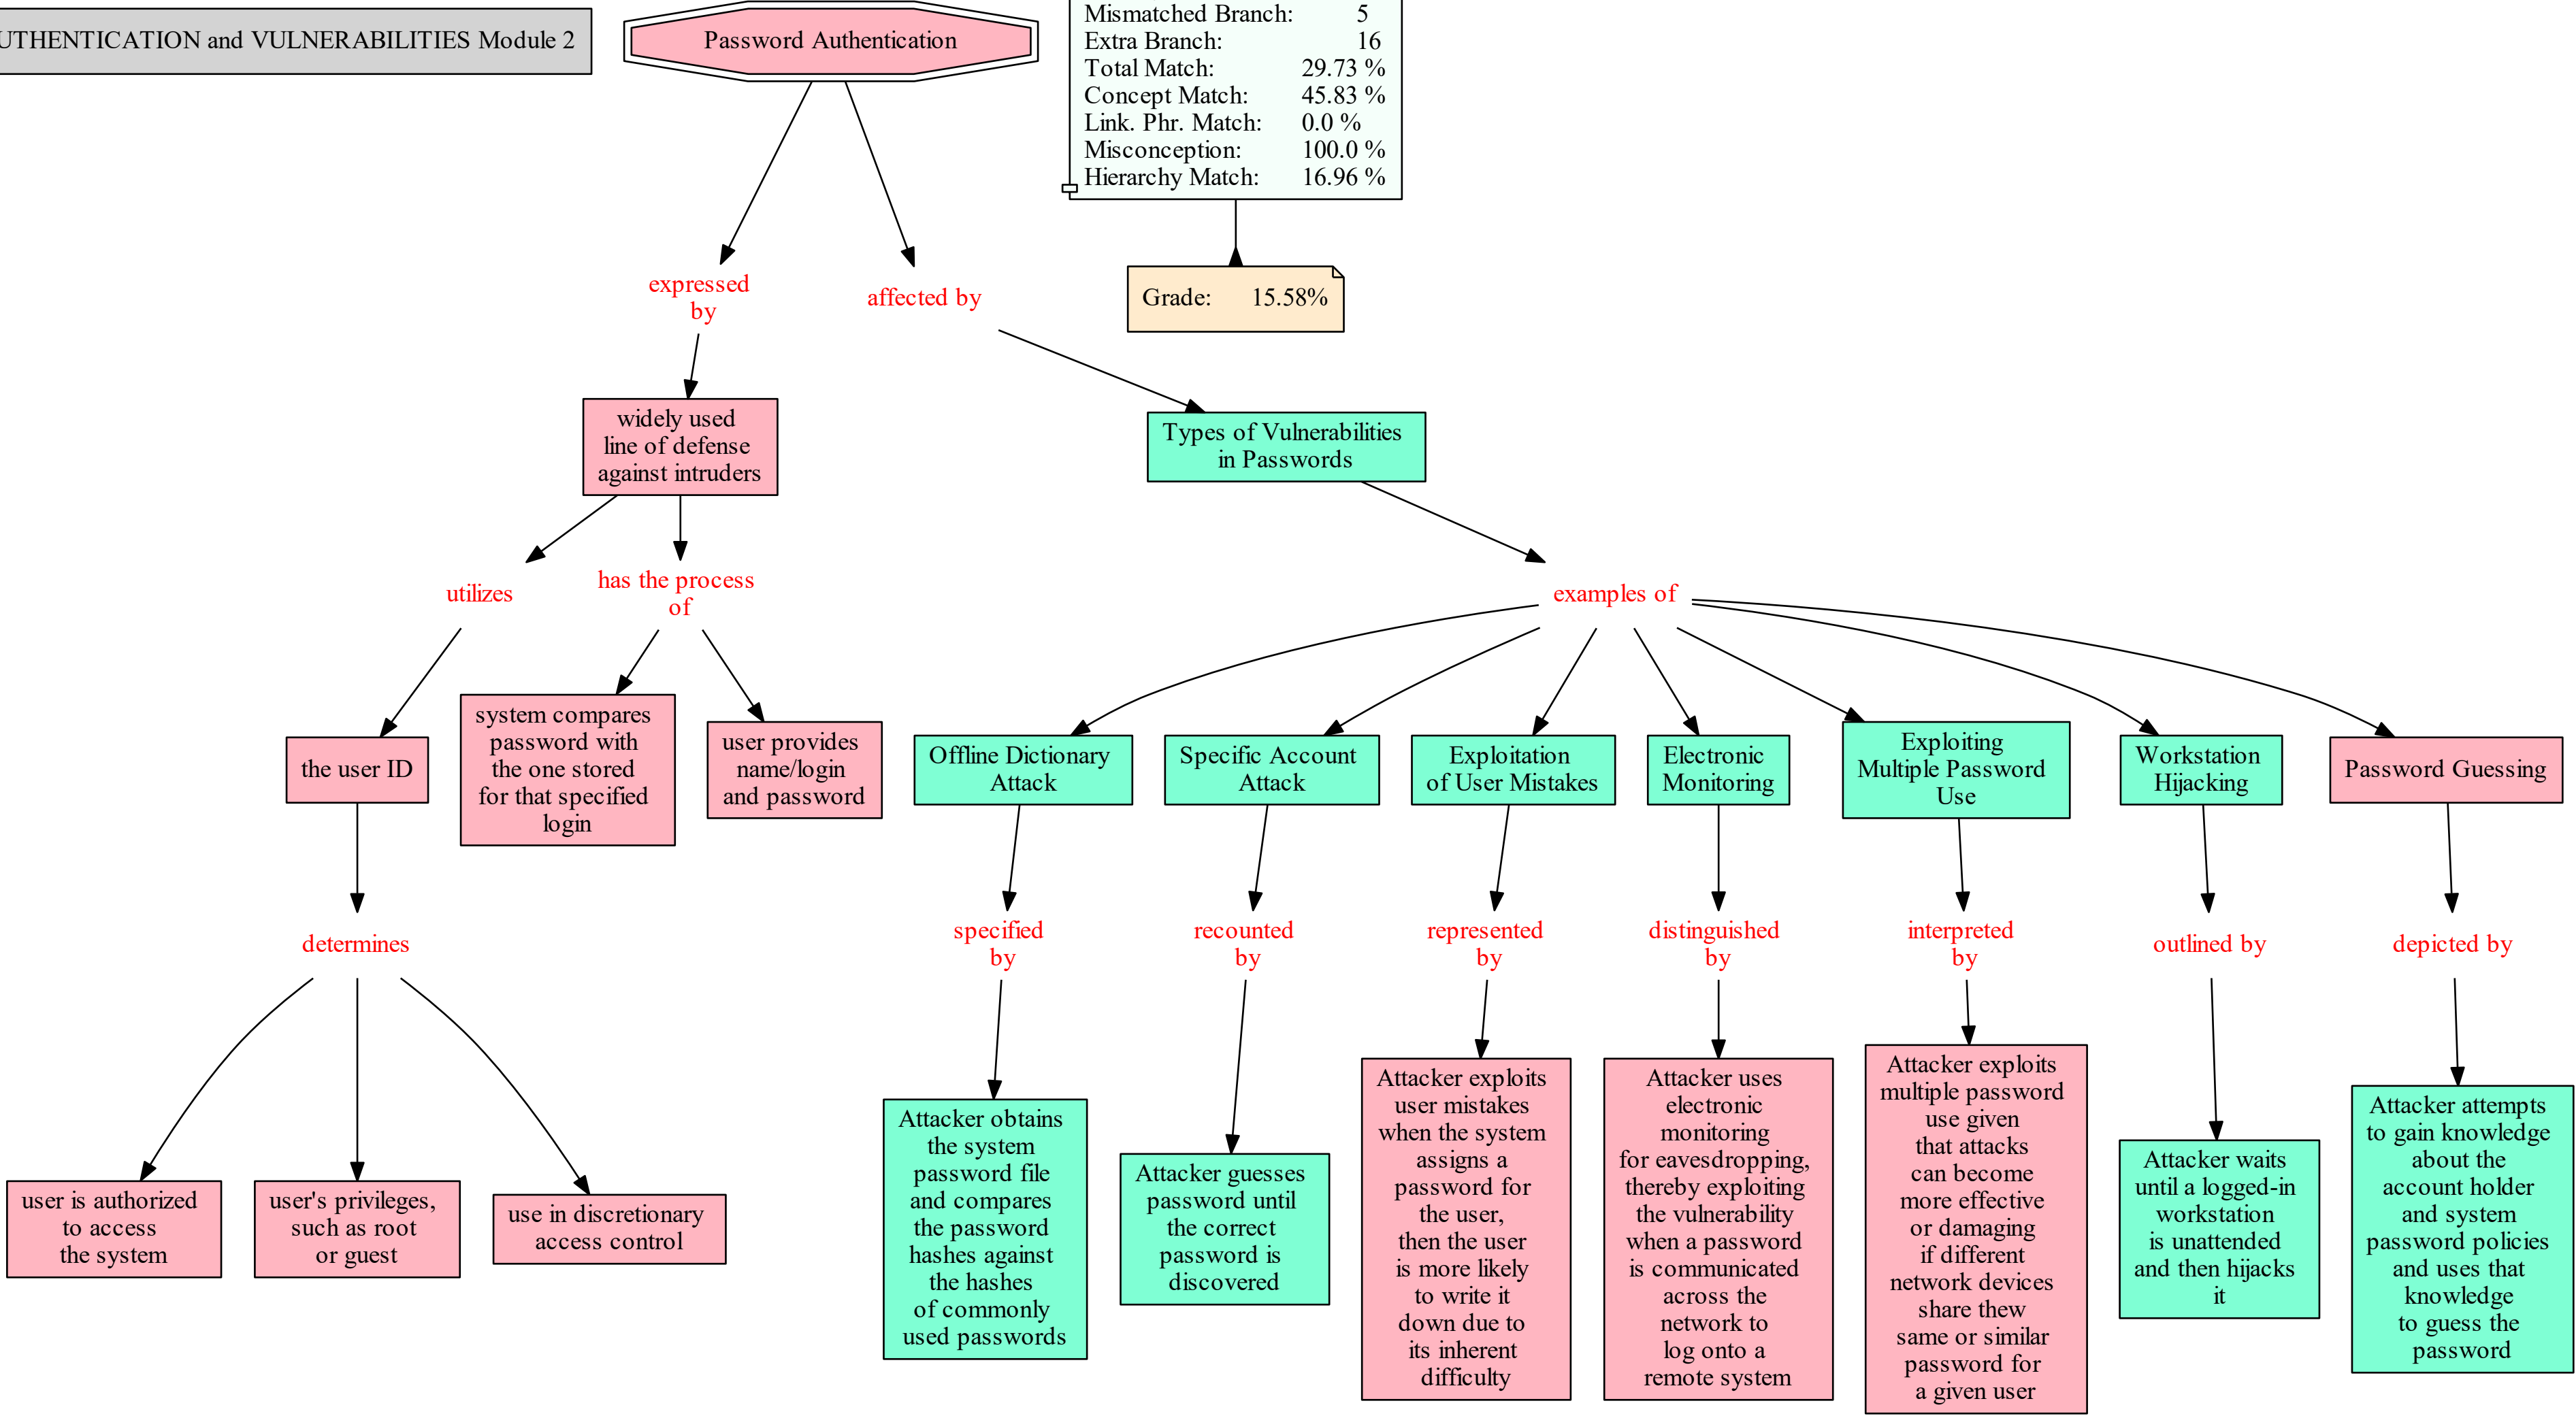 UTHENTICATION and VULNERABILITIES Module 2
Password Authentication
Mismatched Branch: 5
Extra Branch: 16
Total Match: 29.73 %
Concept Match: 45.83 %
Link. Phr. Match: 0.0 %
Misconception: 100.0 %
Hierarchy Match: 16.96 %
Grade: 15.58%
expressed
by
affected by
widely used
line of defense
against intruders
Types of Vulnerabilities
in Passwords
utilizes
has the process
of
examples of
the user ID
system compares
password with
the one stored
for that specified
login
user provides
name/login
and password
Offline Dictionary
Attack
Specific Account
Attack
Exploitation
of User Mistakes
Electronic
Monitoring
Exploiting
Multiple Password
Use
Workstation
Hijacking
Password Guessing
determines
specified
by
recounted
by
represented
by
distinguished
by
interpreted
by
outlined by
depicted by
user is authorized
to access
the system
user's privileges,
such as root
or guest
use in discretionary
access control
Attacker obtains
the system
password file
and compares
the password
hashes against
the hashes
of commonly
used passwords
Attacker guesses
password until
the correct
password is
discovered
Attacker exploits
user mistakes
when the system
assigns a
password for
the user,
then the user
is more likely
to write it
down due to
its inherent
difficulty
Attacker uses
electronic
monitoring
for eavesdropping,
thereby exploiting
the vulnerability
when a password
is communicated
across the
network to
log onto a
remote system
Attacker exploits
multiple password
use given
that attacks
can become
more effective
or damaging
if different
network devices
share thew
same or similar
password for
a given user
Attacker waits
until a logged-in
workstation
is unattended
and then hijacks
it
Attacker attempts
to gain knowledge
about the
account holder
and system
password policies
and uses that
knowledge
to guess the
password